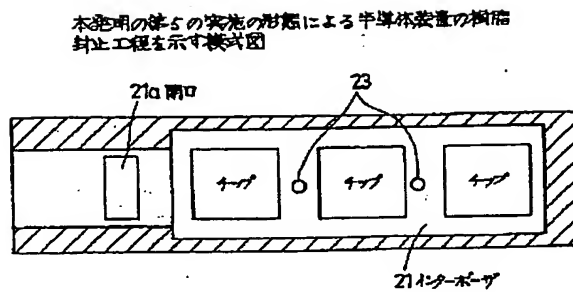 本発明の第5の実施の形態による半導体装置の樹脂
封止工程を示す模式図
21a 開口
23
チップ
チップ
チップ
21 インターポーザ